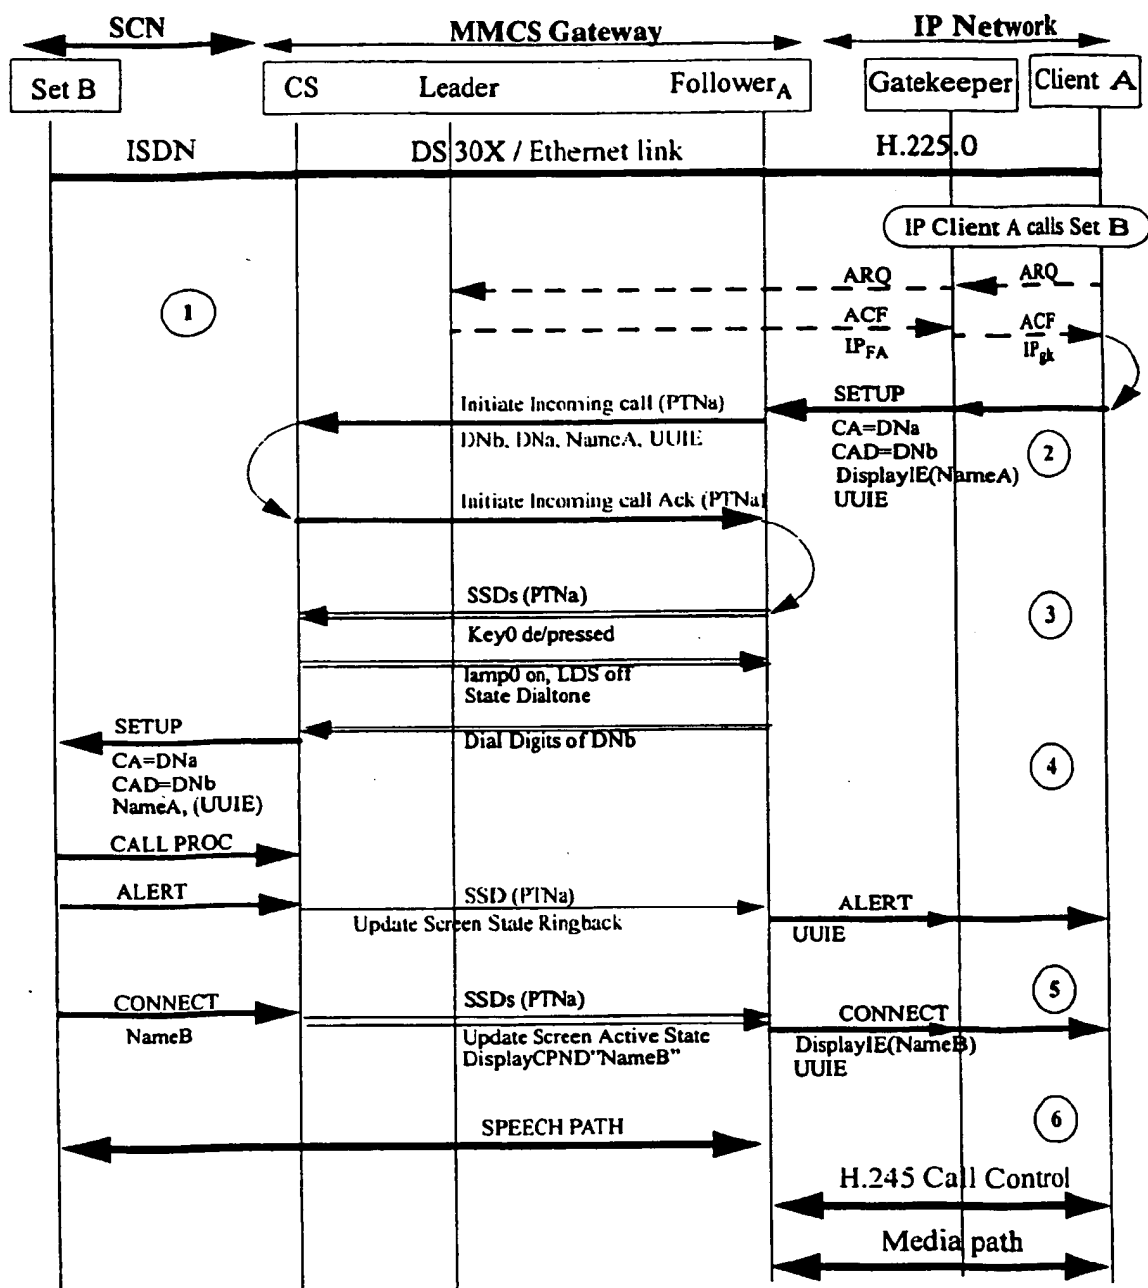 SCN MMCS Gateway IP Network
Set B CS Leader Follower A Gatekeeper Client A
ISDN DS 30X / Ethernet link H.225.0
IP Client A calls Set B
ARQ ARQ
1
ACF ACF
IP FA IP gk
SETUP
Initiate Incoming call (PTNa)
DNb, DNa, NameA, UUIE
CA=DNa
CAD=DNb
DisplayIE(NameA)
UUIE
2
Initiate Incoming call Ack (PTNa)
SSDs (PTNa)
Key0 de/pressed
3
lamp0 on, LDS off
State Dialtone
SETUP
Dial Digits of DNb
CA=DNa
CAD=DNb
NameA, (UUIE)
4
CALL PROC
ALERT SSD (PTNa) ALERT
Update Screen State Ringback
UUIE
5
CONNECT SSDs (PTNa) CONNECT
NameB
Update Screen Active State
DisplayCPND"NameB"
DisplayIE(NameB)
UUIE
6
SPEECH PATH
H.245 Call Control
Media path